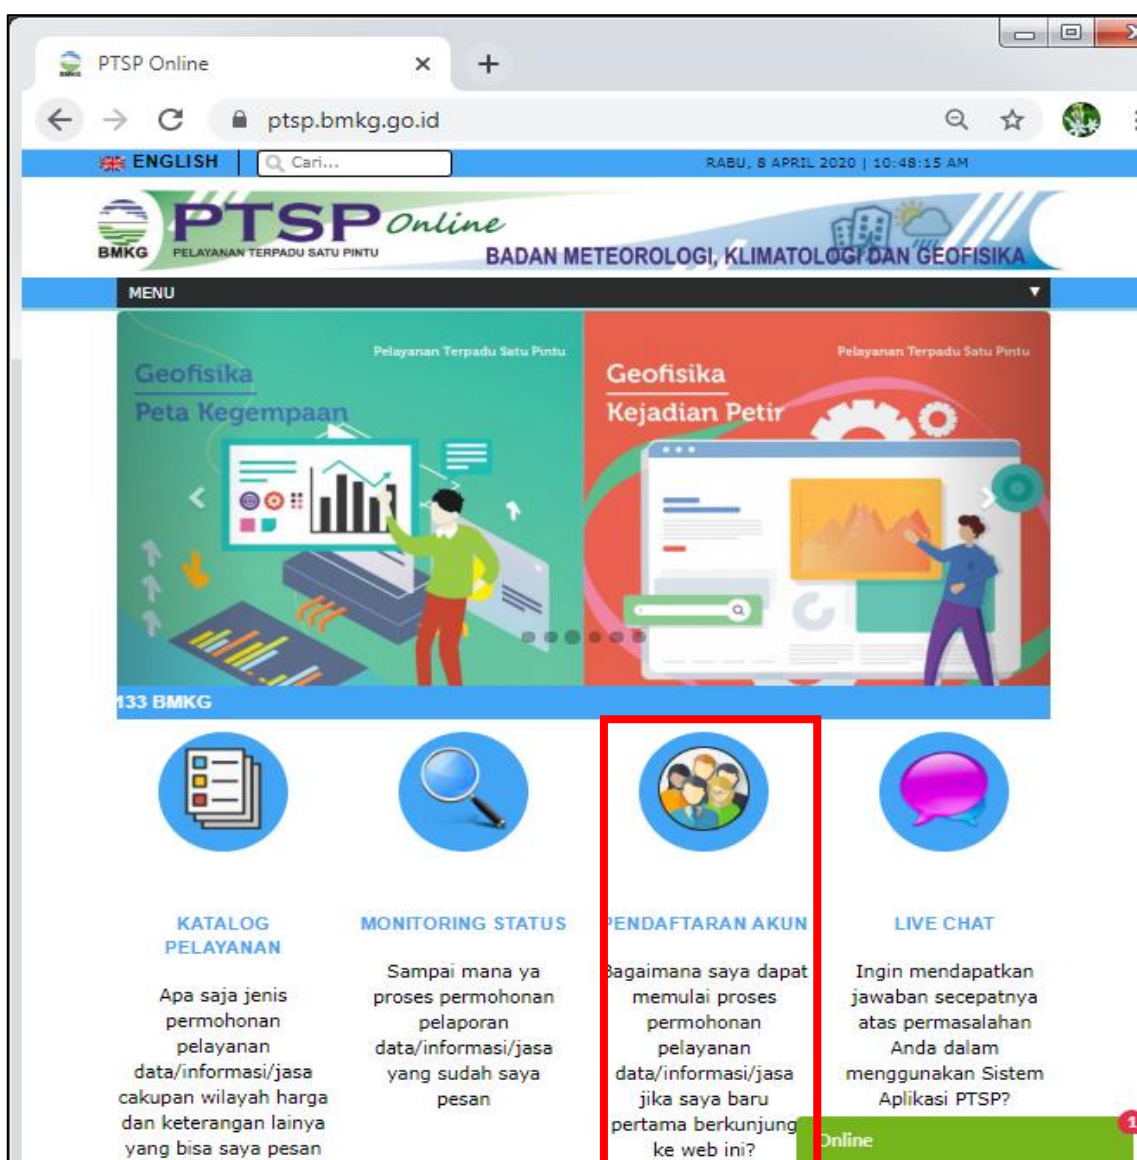 PTSP Online
ptsp.bmkg.go.id
ENGLISH
Cari...
RABU, 8 APRIL 2020 | 10:48:15 AM
BMKG
PTSP Online
PELAYANAN TERPADU SATU PINTU
BADAN METEOROLOGI, KLIMATOLOGI DAN GEOFISIKA
MENU
Pelayanan Terpadu Satu Pintu
Geofisika
Peta Kegempaan
Pelayanan Terpadu Satu Pintu
Geofisika
Kejadian Petir
133 BMKG
KATALOG
PELAYANAN
Apa saja jenis
permohonan
pelayanan
data/informasi/jasa
cakupan wilayah harga
dan keterangan lainya
yang bisa saya pesan
MONITORING STATUS
Sampai mana ya
proses permohonan
pelaporan
data/informasi/jasa
yang sudah saya
pesan
PENDAFTARAN AKUN
Bagaimana saya dapat
memulai proses
permohonan
pelayanan
data/informasi/jasa
jika saya baru
pertama berkunjung
ke web ini?
LIVE CHAT
Ingin mendapatkan
jawaban secepatnya
atas permasalahan
Anda dalam
menggunakan Sistem
Aplikasi PTSP?
Online
1